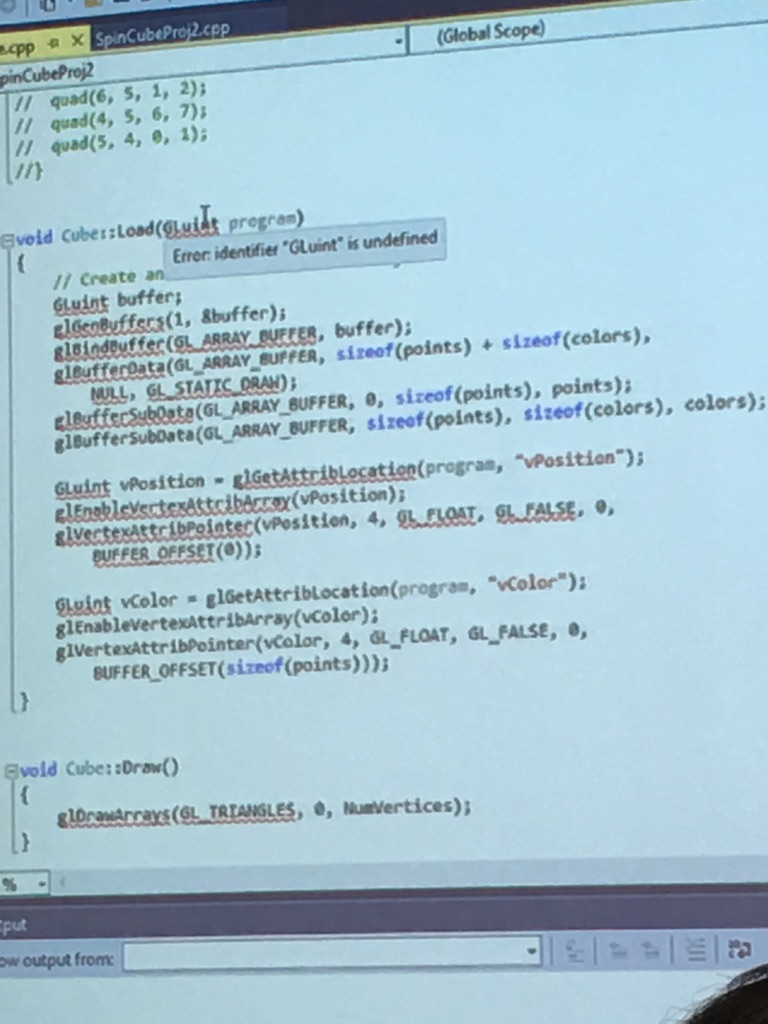 e.cpp SpinCubeProj2.cpp
pinCubeProj2 (Global Scope)
// quad(6, 5, 1, 2);
// quad(4, 5, 6, 7);
// quad(5, 4, 0, 1);
//}
void Cube::Load(GLuint program)
Error: identifier "GLuint" is undefined
{
// Create an
GLuint buffer;
glGenBuffers(1, &buffer);
glBindBuffer(GL_ARRAY_BUFFER, buffer);
glBufferData(GL_ARRAY_BUFFER, sizeof(points) + sizeof(colors),
NULL, GL_STATIC_DRAW);
glBufferSubData(GL_ARRAY_BUFFER, 0, sizeof(points), points);
glBufferSubData(GL_ARRAY_BUFFER, sizeof(points), sizeof(colors), colors);
GLuint vPosition = glGetAttribLocation(program, "vPosition");
glEnableVertexAttribArray(vPosition);
glVertexAttribPointer(vPosition, 4, GL_FLOAT, GL_FALSE, 0,
BUFFER_OFFSET(0));
GLuint vColor = glGetAttribLocation(program, "vColor");
glEnableVertexAttribArray(vColor);
glVertexAttribPointer(vColor, 4, GL_FLOAT, GL_FALSE, 0,
BUFFER_OFFSET(sizeof(points)));
}
void Cube::Draw()
{
glDrawArrays(GL_TRIANGLES, 0, NumVertices);
}
%
tput
ow output from: